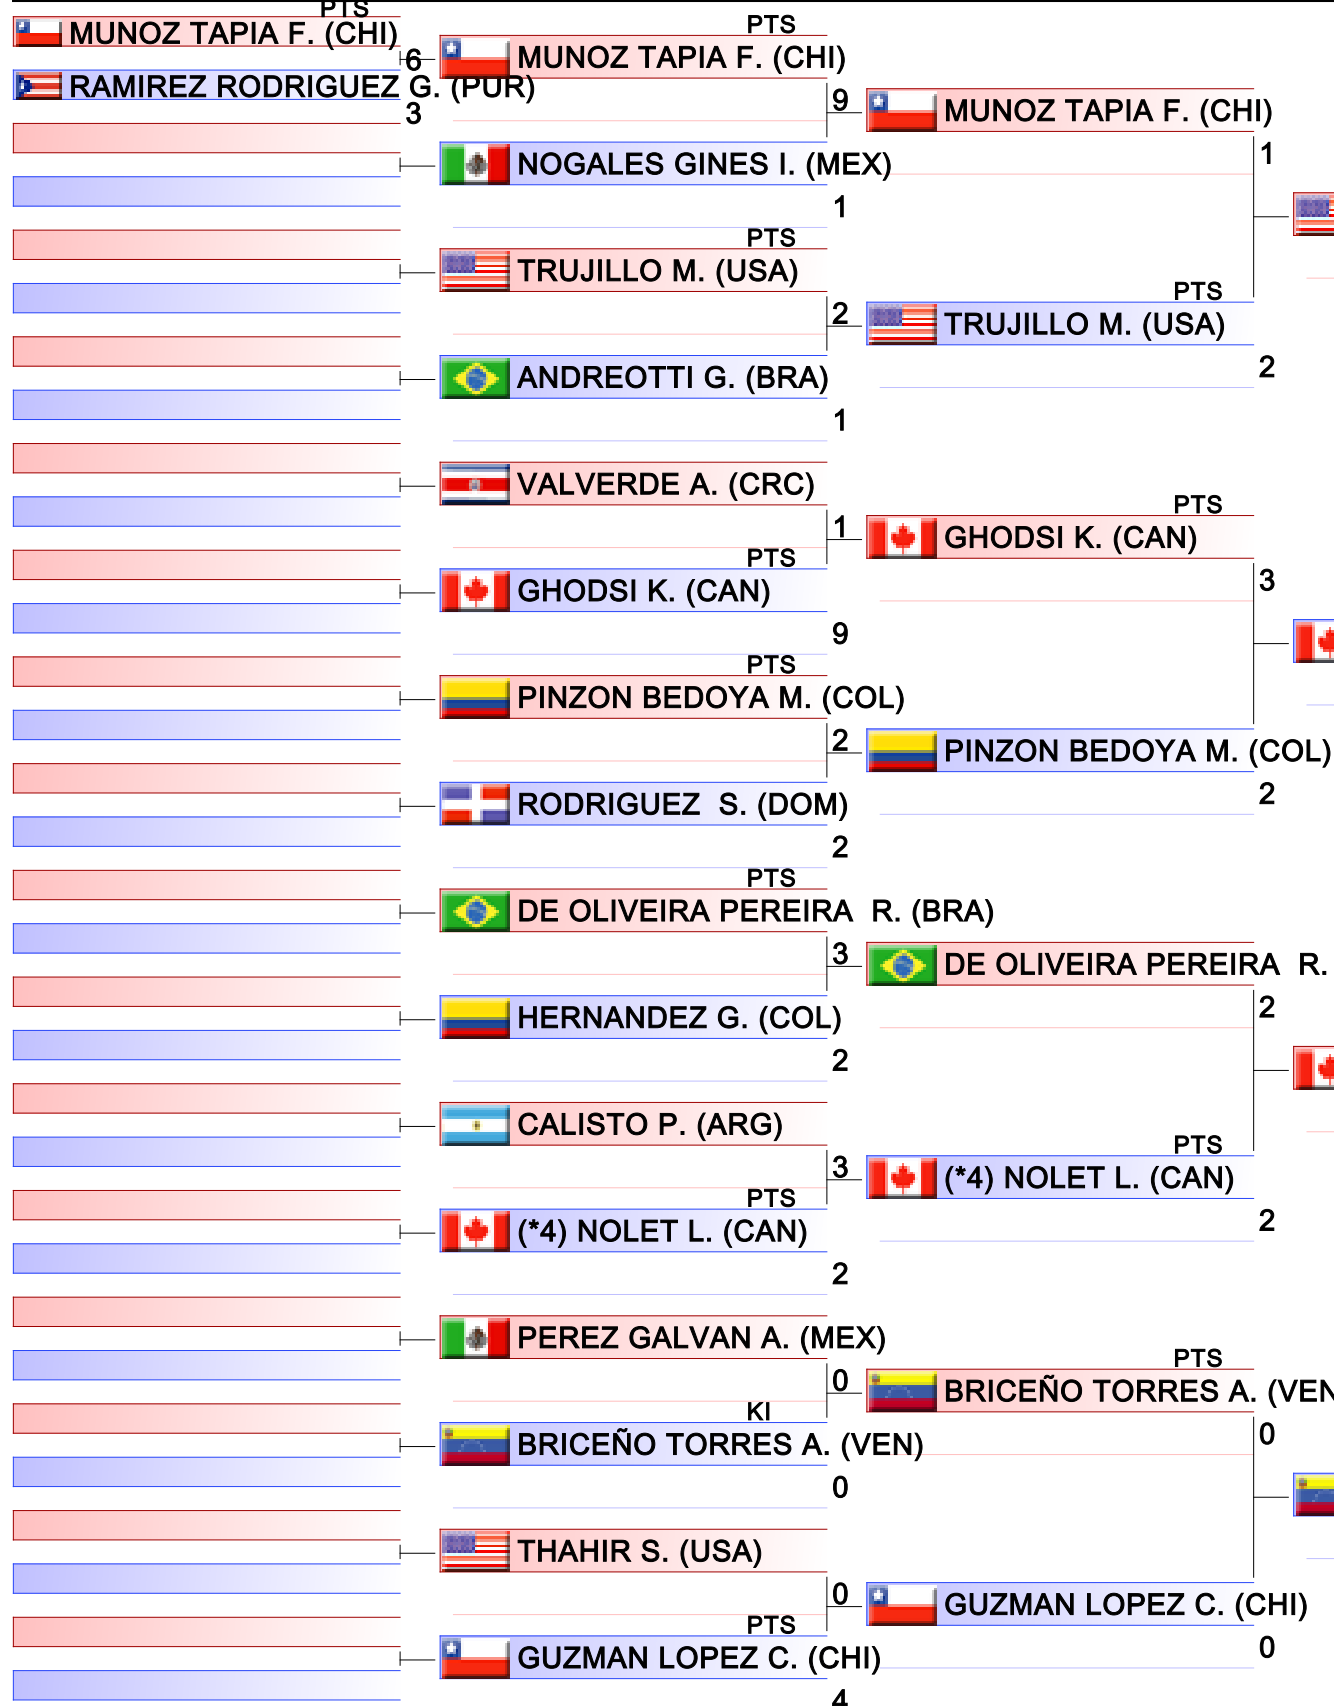 PTS
MUNOZ TAPIA F. (CHI)
6
RAMIREZ RODRIGUEZ G. (PUR)
3
PTS
MUNOZ TAPIA F. (CHI)
9
NOGALES GINES I. (MEX)
1
PTS
TRUJILLO M. (USA)
2
ANDREOTTI G. (BRA)
1
VALVERDE A. (CRC)
1
PTS
GHODSI K. (CAN)
9
PTS
PINZON BEDOYA M. (COL)
2
RODRIGUEZ  S. (DOM)
2
PTS
DE OLIVEIRA PEREIRA  R. (BRA)
3
HERNANDEZ G. (COL)
2
CALISTO P. (ARG)
3
PTS
(*4) NOLET L. (CAN)
2
PEREZ GALVAN A. (MEX)
0
KI
BRICEÑO TORRES A. (VEN)
0
THAHIR S. (USA)
0
PTS
GUZMAN LOPEZ C. (CHI)
4
MUNOZ TAPIA F. (CHI)
1
PTS
TRUJILLO M. (USA)
2
PTS
GHODSI K. (CAN)
3
PINZON BEDOYA M. (COL)
2
DE OLIVEIRA PEREIRA  R.
2
PTS
(*4) NOLET L. (CAN)
2
PTS
BRICEÑO TORRES A. (VEN
0
GUZMAN LOPEZ C. (CHI)
0